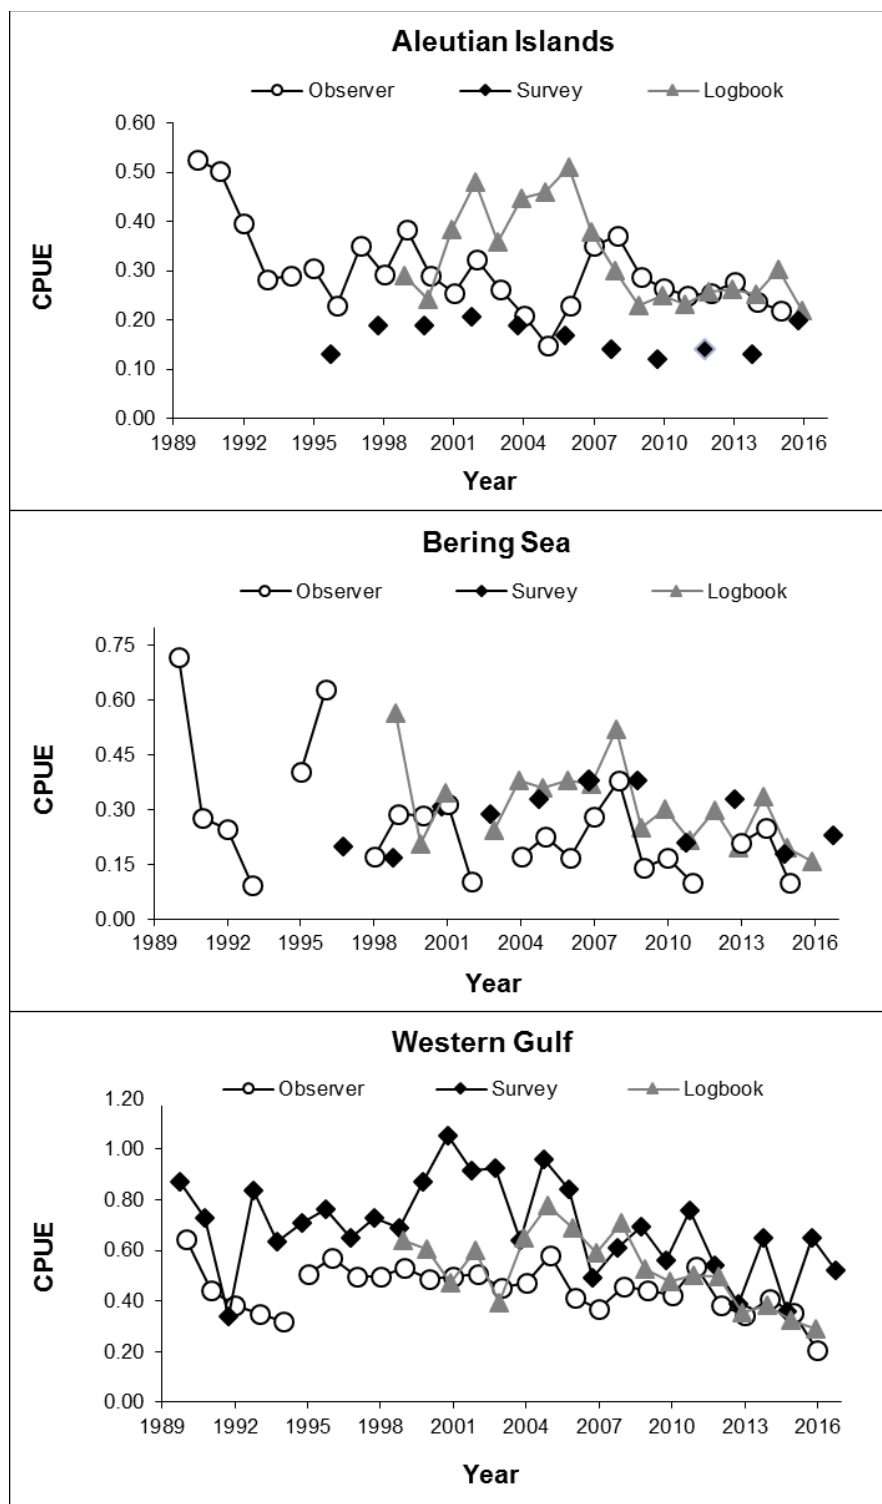 Aleutian Islands
Observer Survey Logbook
0.60
0.50
0.40
0.30
0.20
0.10
0.00
CPUE
1989 1992 1995 1998 2001 2004 2007 2010 2013 2016
Year
Bering Sea
Observer Survey Logbook
0.75
0.60
0.45
0.30
0.15
0.00
CPUE
1989 1992 1995 1998 2001 2004 2007 2010 2013 2016
Year
Western Gulf
Observer Survey Logbook
1.20
1.00
0.80
0.60
0.40
0.20
0.00
CPUE
1989 1992 1995 1998 2001 2004 2007 2010 2013 2016
Year